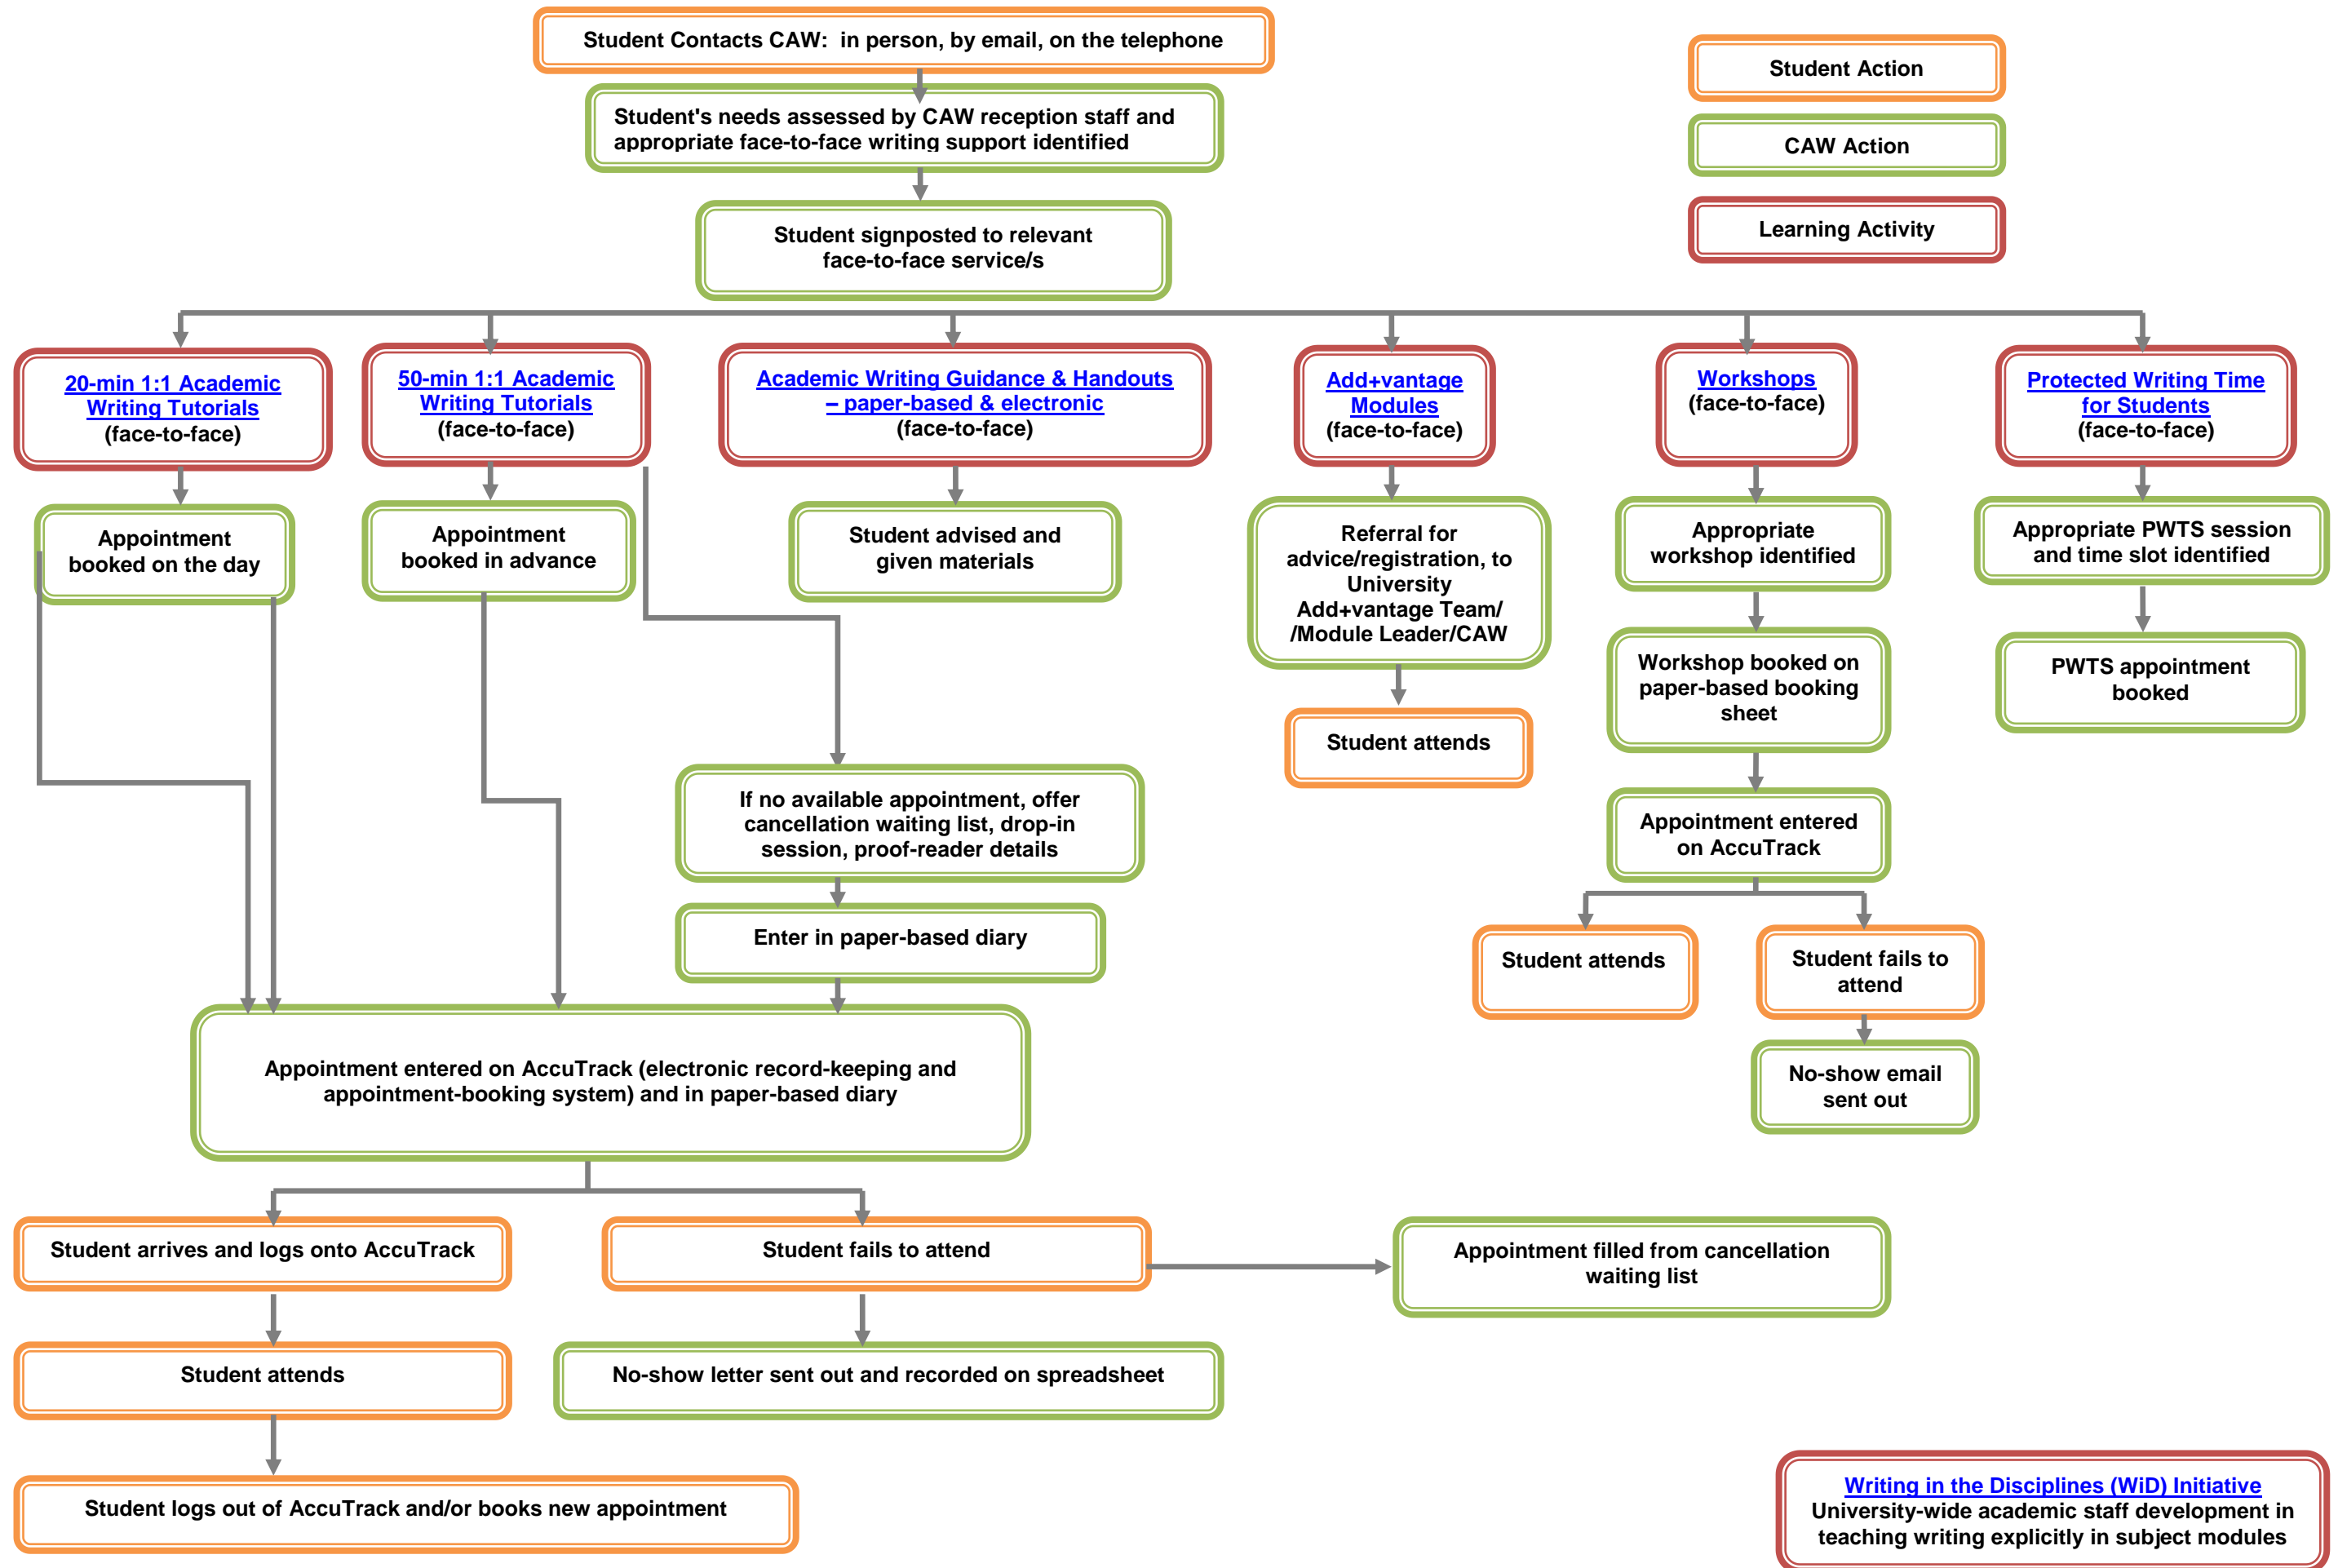 Student Contacts CAW:  in person, by email, on the telephone
Student Action
Student's needs assessed by CAW reception staff and
appropriate face-to-face writing support identified
CAW Action
Learning Activity
Student signposted to relevant
face-to-face service/s
20-min 1:1 Academic
Writing Tutorials
(face-to-face)
50-min 1:1 Academic
Writing Tutorials
(face-to-face)
Academic Writing Guidance & Handouts
– paper-based & electronic
(face-to-face)
Add+vantage
Modules
(face-to-face)
Workshops
(face-to-face)
Protected Writing Time
for Students
(face-to-face)
Appointment
booked on the day
Appointment
booked in advance
Student advised and
given materials
Referral for
advice/registration, to
University
Add+vantage Team/
/Module Leader/CAW
Appropriate
workshop identified
Appropriate PWTS session
and time slot identified
Workshop booked on
paper-based booking
sheet
PWTS appointment
booked
Student attends
If no available appointment, offer
cancellation waiting list, drop-in
session, proof-reader details
Appointment entered
on AccuTrack
Enter in paper-based diary
Student attends
Student fails to
attend
Appointment entered on AccuTrack (electronic record-keeping and
appointment-booking system) and in paper-based diary
No-show email
sent out
Student arrives and logs onto AccuTrack
Student fails to attend
Appointment filled from cancellation
waiting list
Student attends
No-show letter sent out and recorded on spreadsheet
Student logs out of AccuTrack and/or books new appointment
Writing in the Disciplines (WiD) Initiative
University-wide academic staff development in
teaching writing explicitly in subject modules